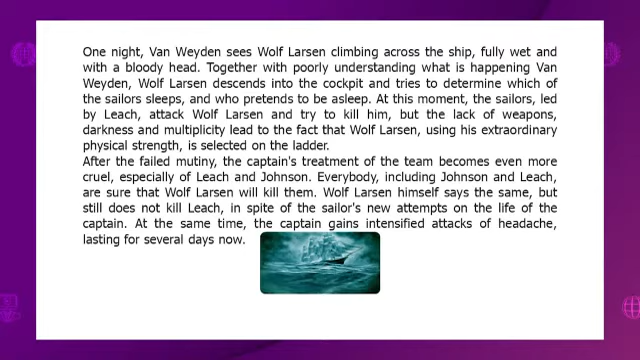 One night, Van Weyden sees Wolf Larsen climbing across the ship, fully wet and
with a bloody head. Together with poorly understanding what is happening Van
Weyden, Wolf Larsen descends into the cockpit and tries to determine which of
the sailors sleeps, and who pretends to be asleep. At this moment, the sailors, led
by Leach, attack Wolf Larsen and try to kill him, but the lack of weapons,
darkness and multiplicity lead to the fact that Wolf Larsen, using his extraordinary
physical strength, is selected on the ladder.
After the failed mutiny, the captain's treatment of the team becomes even more
cruel, especially of Leach and Johnson. Everybody, including Johnson and Leach,
are sure that Wolf Larsen will kill them. Wolf Larsen himself says the same, but
still does not kill Leach, in spite of the sailor's new attempts on the life of the
captain. At the same time, the captain gains intensified attacks of headache,
lasting for several days now.